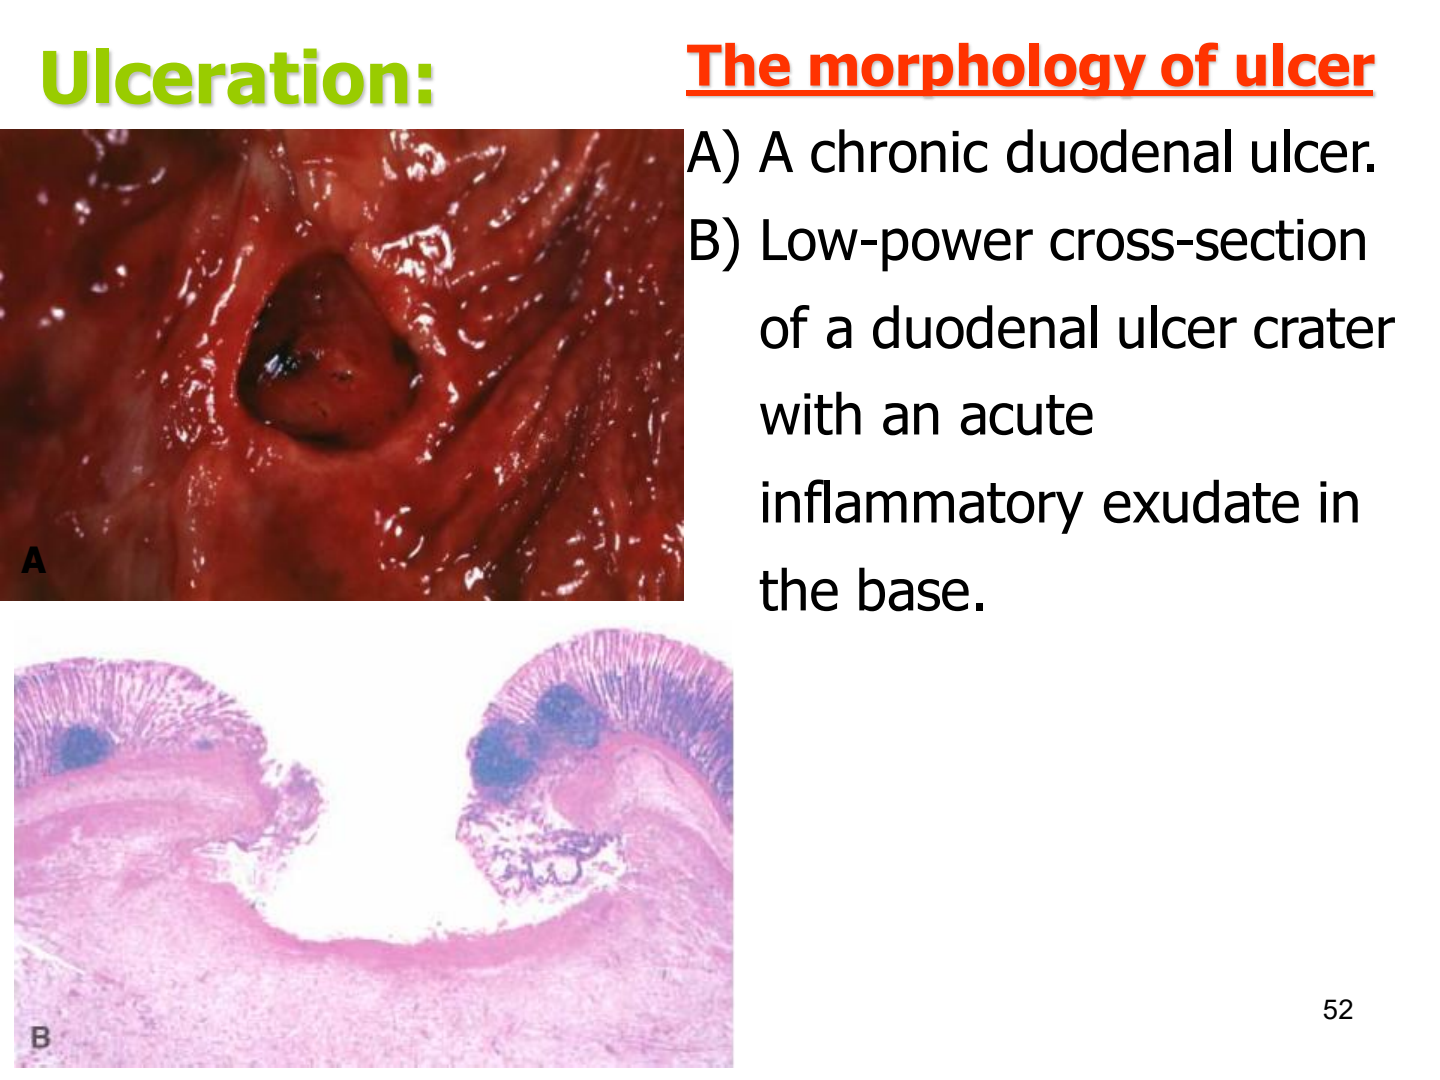 Ulceration:
The morphology of ulcer
A) A chronic duodenal ulcer.
B) Low-power cross-section
of a duodenal ulcer crater
with an acute
inflammatory exudate in
the base.
A
B
52